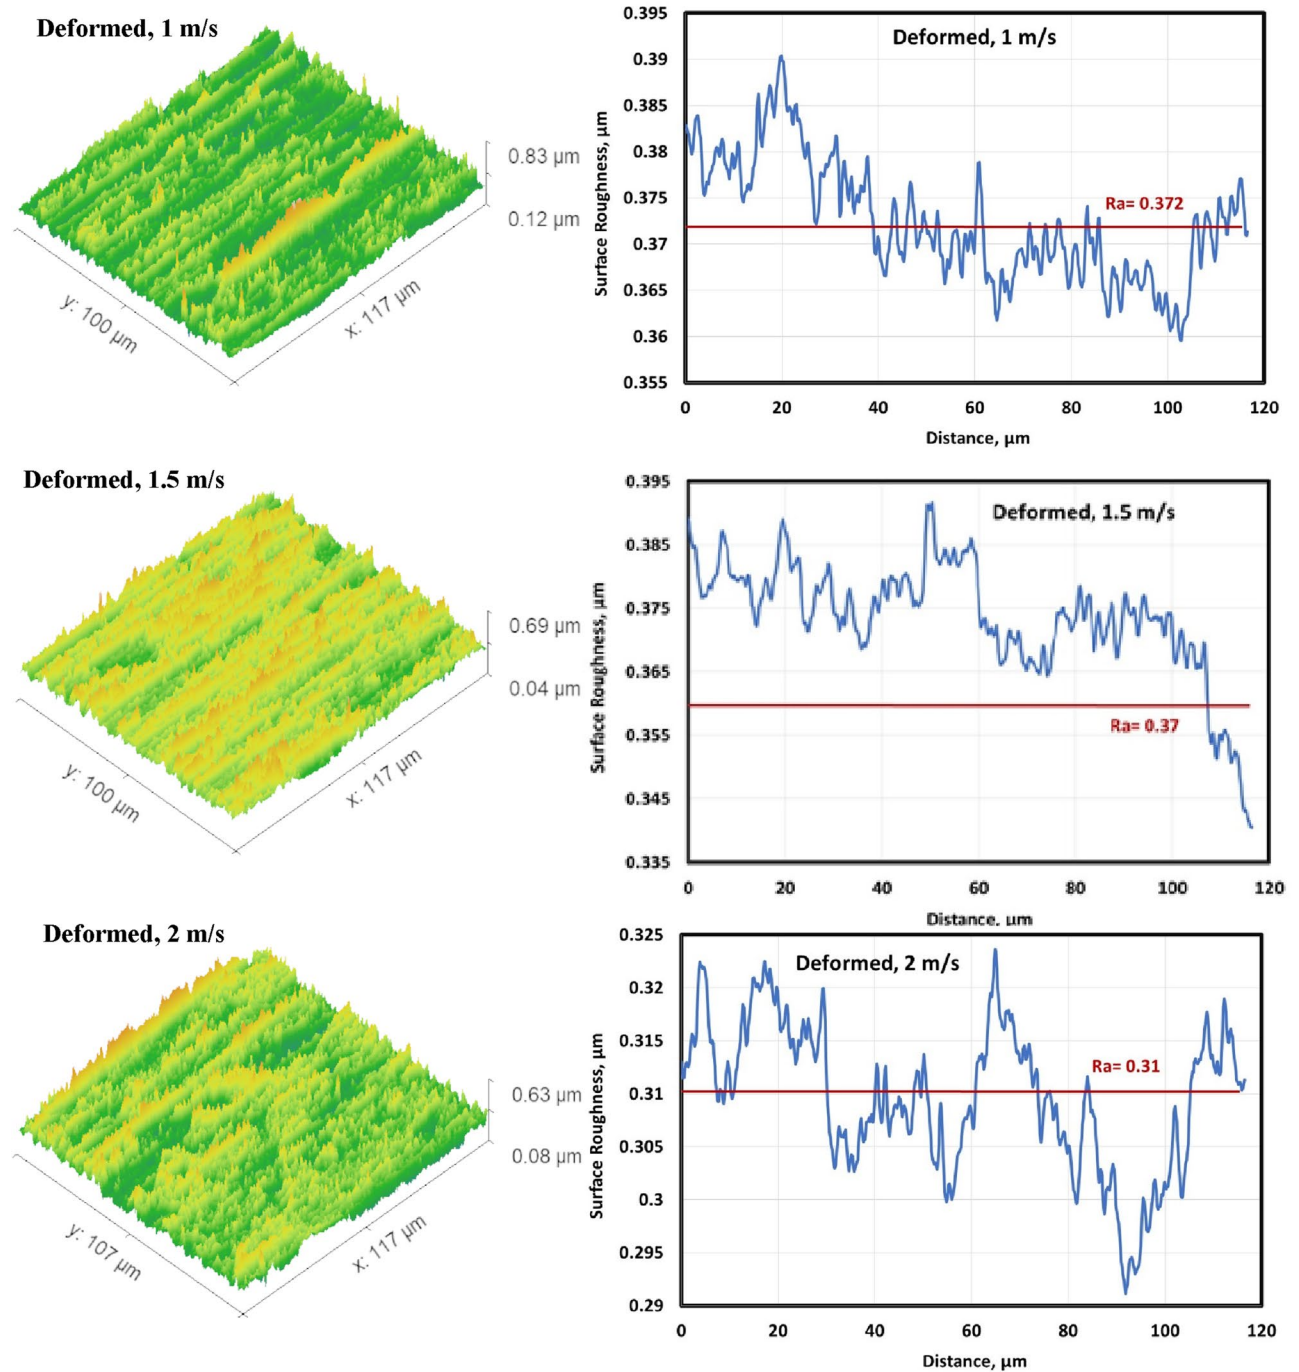 Deformed, 1 m/s
0.83 µm
0.12 µm
y: 100 µm
x: 117 µm
Deformed, 1 m/s
Surface Roughness, µm
0.395
0.39
0.385
0.38
0.375
0.37
0.365
0.36
0.355
Ra= 0.372
0 20 40 60 80 100 120
Distance, µm
Deformed, 1.5 m/s
0.69 µm
0.04 µm
y: 100 µm
x: 117 µm
Deformed, 1.5 m/s
Surface Roughness, µm
0.395
0.385
0.375
0.365
0.355
0.345
0.335
Ra= 0.37
0 20 40 60 80 100 120
Distance, µm
Deformed, 2 m/s
0.63 µm
0.08 µm
y: 107 µm
x: 117 µm
Deformed, 2 m/s
Surface Roughness, µm
0.325
0.32
0.315
0.31
0.305
0.3
0.295
0.29
Ra= 0.31
0 20 40 60 80 100 120
Distance, µm